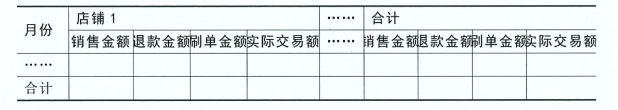 月份 店铺 1 …… 合计
销售金额 退款金额 刷单金额 实际交易额 …… 销售金额 退款金额 刷单金额 实际交易额
……
合计